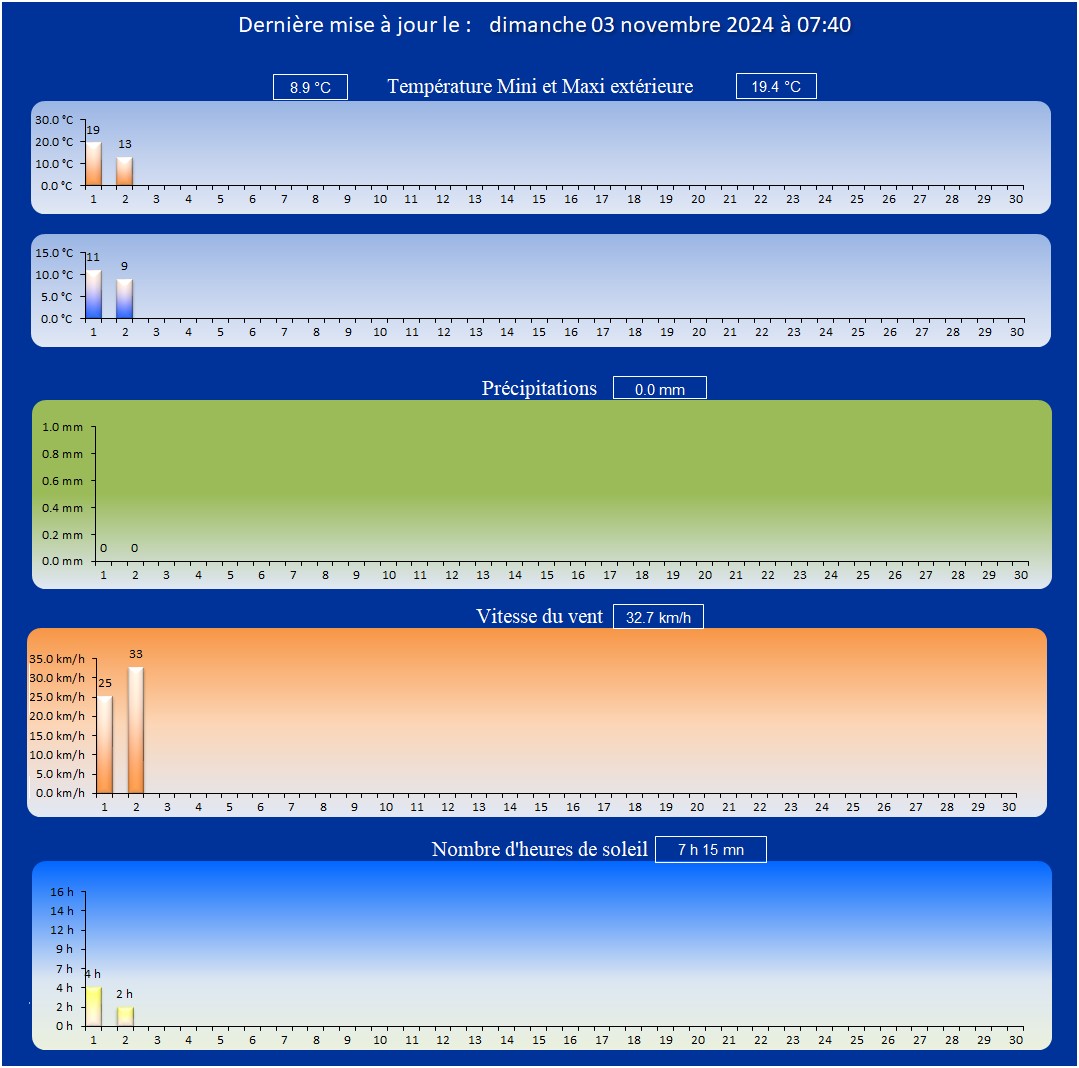 Dernière mise à jour le : dimanche 03 novembre 2024 à 07:40
8.9 °C Température Mini et Maxi extérieure 19.4 °C
30.0 °C
20.0 °C
10.0 °C
0.0 °C
19
13
1 2 3 4 5 6 7 8 9 10 11 12 13 14 15 16 17 18 19 20 21 22 23 24 25 26 27 28 29 30
15.0 °C
10.0 °C
5.0 °C
0.0 °C
11
9
1 2 3 4 5 6 7 8 9 10 11 12 13 14 15 16 17 18 19 20 21 22 23 24 25 26 27 28 29 30
Précipitations 0.0 mm
1.0 mm
0.8 mm
0.6 mm
0.4 mm
0.2 mm
0.0 mm
0 0
1 2 3 4 5 6 7 8 9 10 11 12 13 14 15 16 17 18 19 20 21 22 23 24 25 26 27 28 29 30
Vitesse du vent 32.7 km/h
35.0 km/h
30.0 km/h
25.0 km/h
20.0 km/h
15.0 km/h
10.0 km/h
5.0 km/h
0.0 km/h
25
33
1 2 3 4 5 6 7 8 9 10 11 12 13 14 15 16 17 18 19 20 21 22 23 24 25 26 27 28 29 30
Nombre d'heures de soleil 7 h 15 mn
16 h
14 h
12 h
9 h
7 h
4 h
2 h
0 h
4 h
2 h
1 2 3 4 5 6 7 8 9 10 11 12 13 14 15 16 17 18 19 20 21 22 23 24 25 26 27 28 29 30